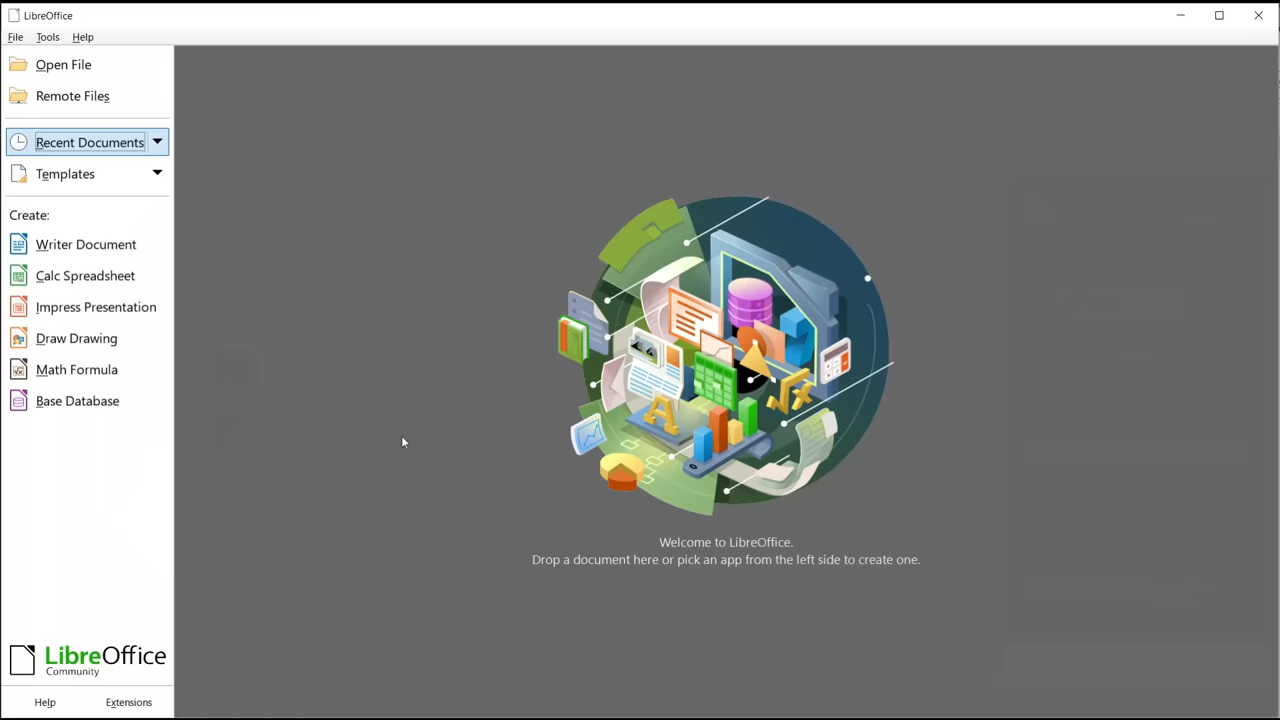 LibreOffice
File Tools Help
Open File
Remote Files
Recent Documents
Templates
Create:
Writer Document
Calc Spreadsheet
Impress Presentation
Draw Drawing
Math Formula
Base Database
A
Welcome to LibreOffice.
Drop a document here or pick an app from the left side to create one.
LibreOffice
Community
Help Extensions